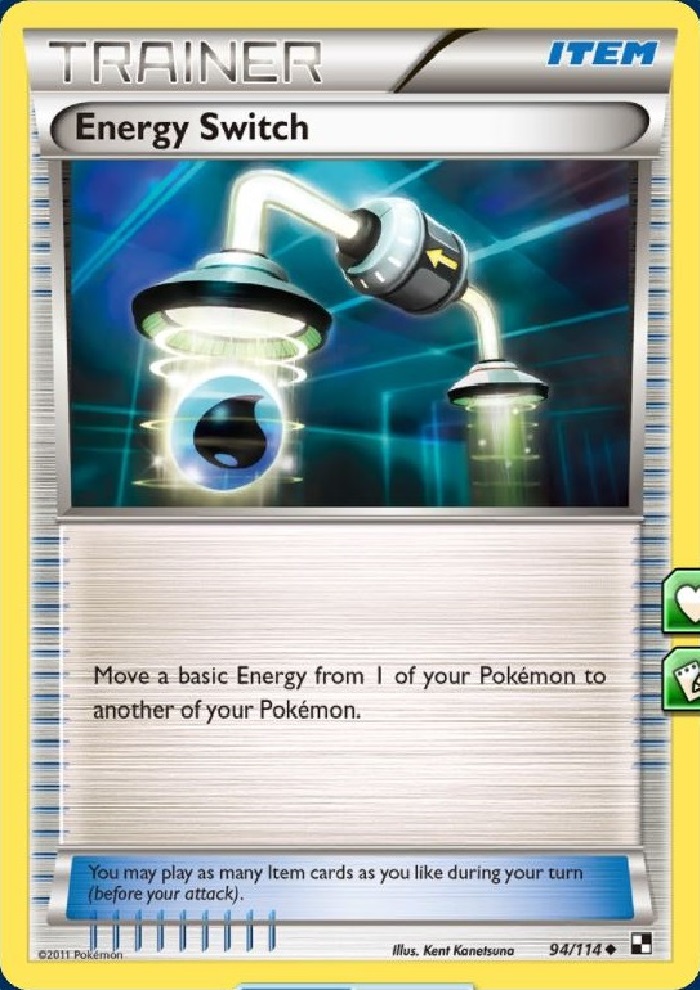 TRAINER
ITEM
Energy Switch
Move a basic Energy from 1 of your Pokémon to
another of your Pokémon.
You may play as many Item cards as you like during your turn
(before your attack).
©2011 Pokémon
Illus. Kent Kanetsuna
94/114